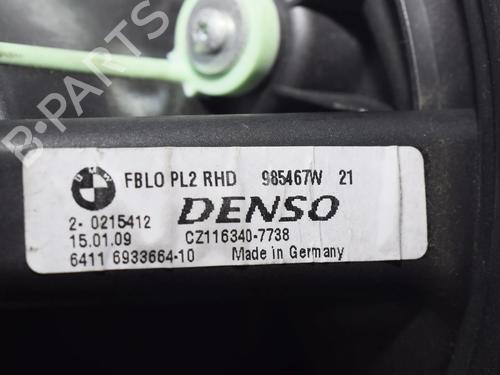 B-PARTS
FBLO PL2 RHD 985467W 21
2- 0215412 DENSO
15.01.09 CZ116340-7738
6411 6933664-10 Made in Germany